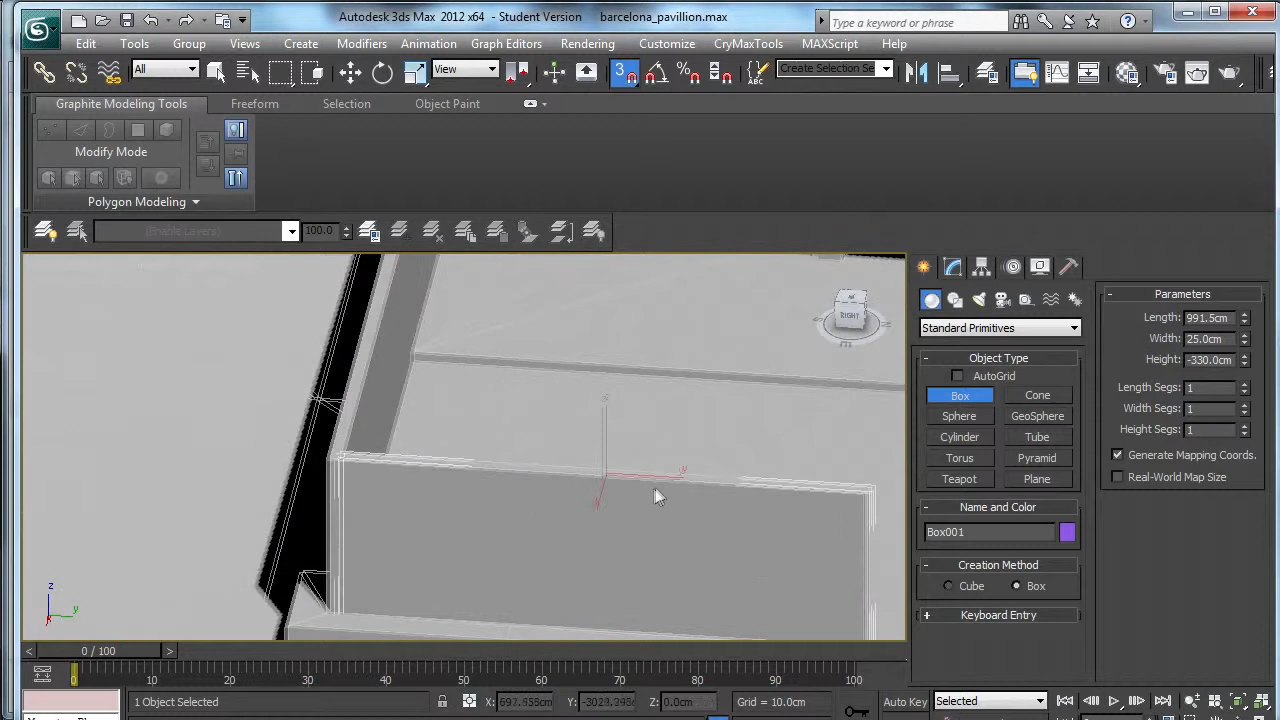 Autodesk 3ds Max 2012 x64 - Student Version barcelona_pavillion.max
Type a keyword or phrase
Edit Tools Group Views Create Modifiers Animation Graph Editors Rendering Customize CryMaxTools MAXScript Help
All View 3 Create Selection Se
ABC
Graphite Modeling Tools Freeform Selection Object Paint
Modify Mode
Polygon Modeling
(Enable Layers) 100.0
RIGHT
Standard Primitives
Object Type
AutoGrid
Box Cone
Sphere GeoSphere
Cylinder Tube
Torus Pyramid
Teapot Plane
Name and Color
Box001
Creation Method
Cube Box
Keyboard Entry
Parameters
Length: 991.5cm
Width: 25.0cm
Height: -330.0cm
Length Segs: 1
Width Segs: 1
Height Segs: 1
Generate Mapping Coords.
Real-World Map Size
z
y
z
y
0 / 100
0 10 20 30 40 50 60 70 80 90 100
1 Object Selected X: Y: Z: 0.0cm Grid = 10.0cm Auto Key Selected